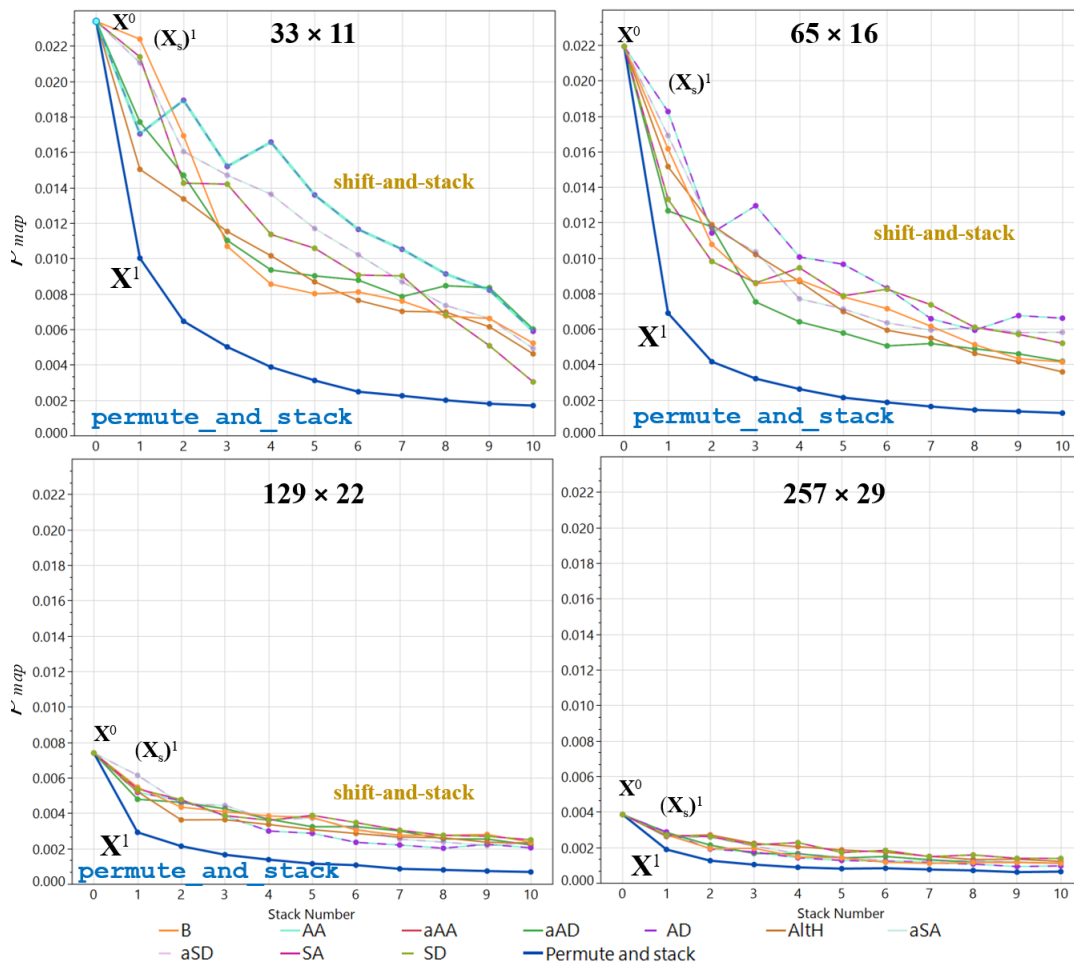 33 × 11
X⁰
(Xₛ)¹
shift-and-stack
X¹
permute_and_stack
map
0.022
0.020
0.018
0.016
0.014
0.012
0.010
0.008
0.006
0.004
0.002
0.000
0 1 2 3 4 5 6 7 8 9 10
65 × 16
X⁰
(Xₛ)¹
shift-and-stack
X¹
permute_and_stack
0.022
0.020
0.018
0.016
0.014
0.012
0.010
0.008
0.006
0.004
0.002
0.000
0 1 2 3 4 5 6 7 8 9 10
129 × 22
X⁰
(Xₛ)¹
shift-and-stack
X¹
permute_and_stack
map
0.022
0.020
0.018
0.016
0.014
0.012
0.010
0.008
0.006
0.004
0.002
0.000
0 1 2 3 4 5 6 7 8 9 10
Stack Number
257 × 29
X⁰
(Xₛ)¹
X¹
0.022
0.020
0.018
0.016
0.014
0.012
0.010
0.008
0.006
0.004
0.002
0.000
0 1 2 3 4 5 6 7 8 9 10
Stack Number
B AA aAA aAD AD AltH aSA
aSD SA SD Permute and stack